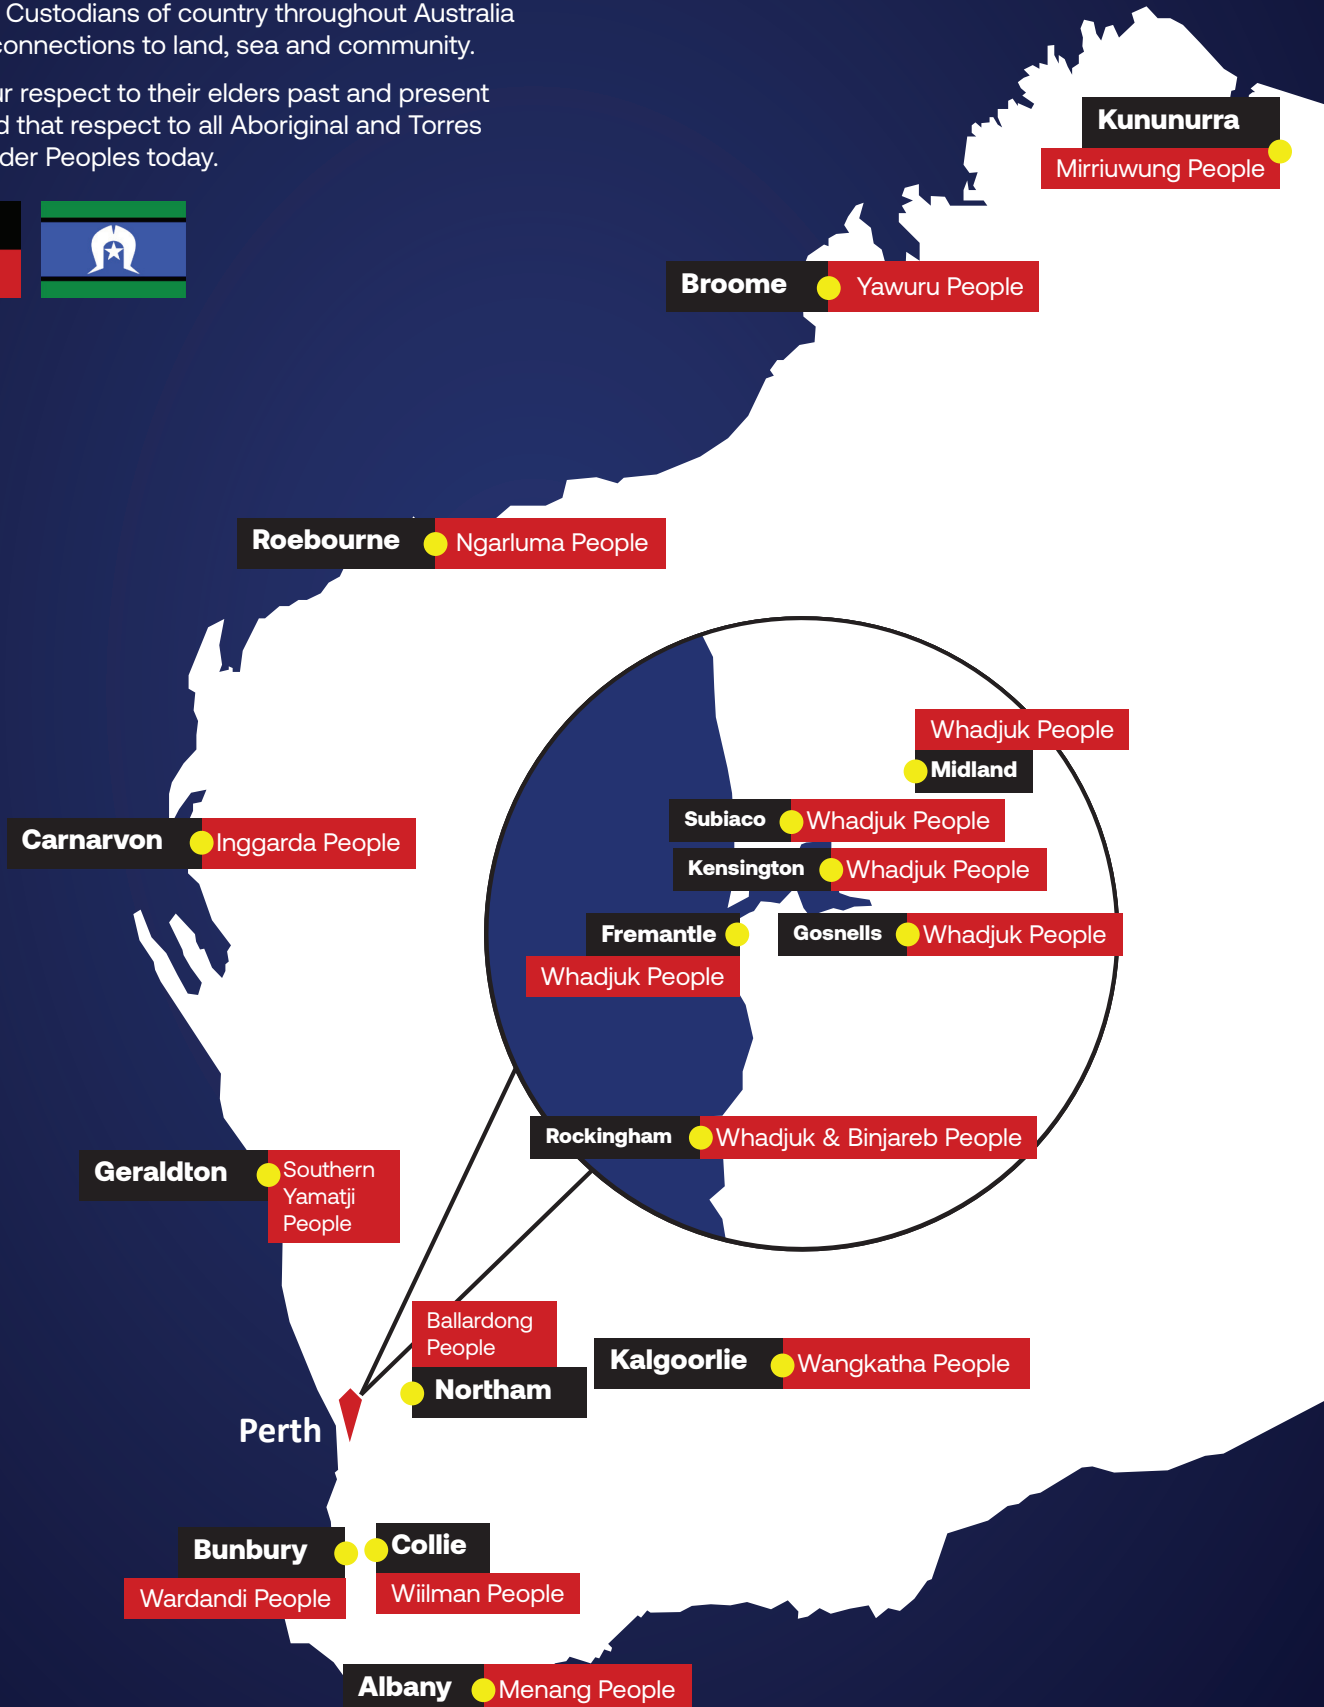 Custodians of country throughout Australia
connections to land, sea and community.
ur respect to their elders past and present
d that respect to all Aboriginal and Torres
der Peoples today.
Kununurra
Mirriuwung People
Broome
Yawuru People
Roebourne
Ngarluma People
Whadjuk People
Midland
Subiaco
Whadjuk People
Carnarvon
Inggarda People
Kensington
Whadjuk People
Fremantle
Whadjuk People
Gosnells
Whadjuk People
Rockingham
Whadjuk & Binjareb People
Geraldton
Southern
Yamatji
People
Ballardong
People
Northam
Kalgoorlie
Wangkatha People
Perth
Bunbury
Wardandi People
Collie
Wiilman People
Albany
Menang People